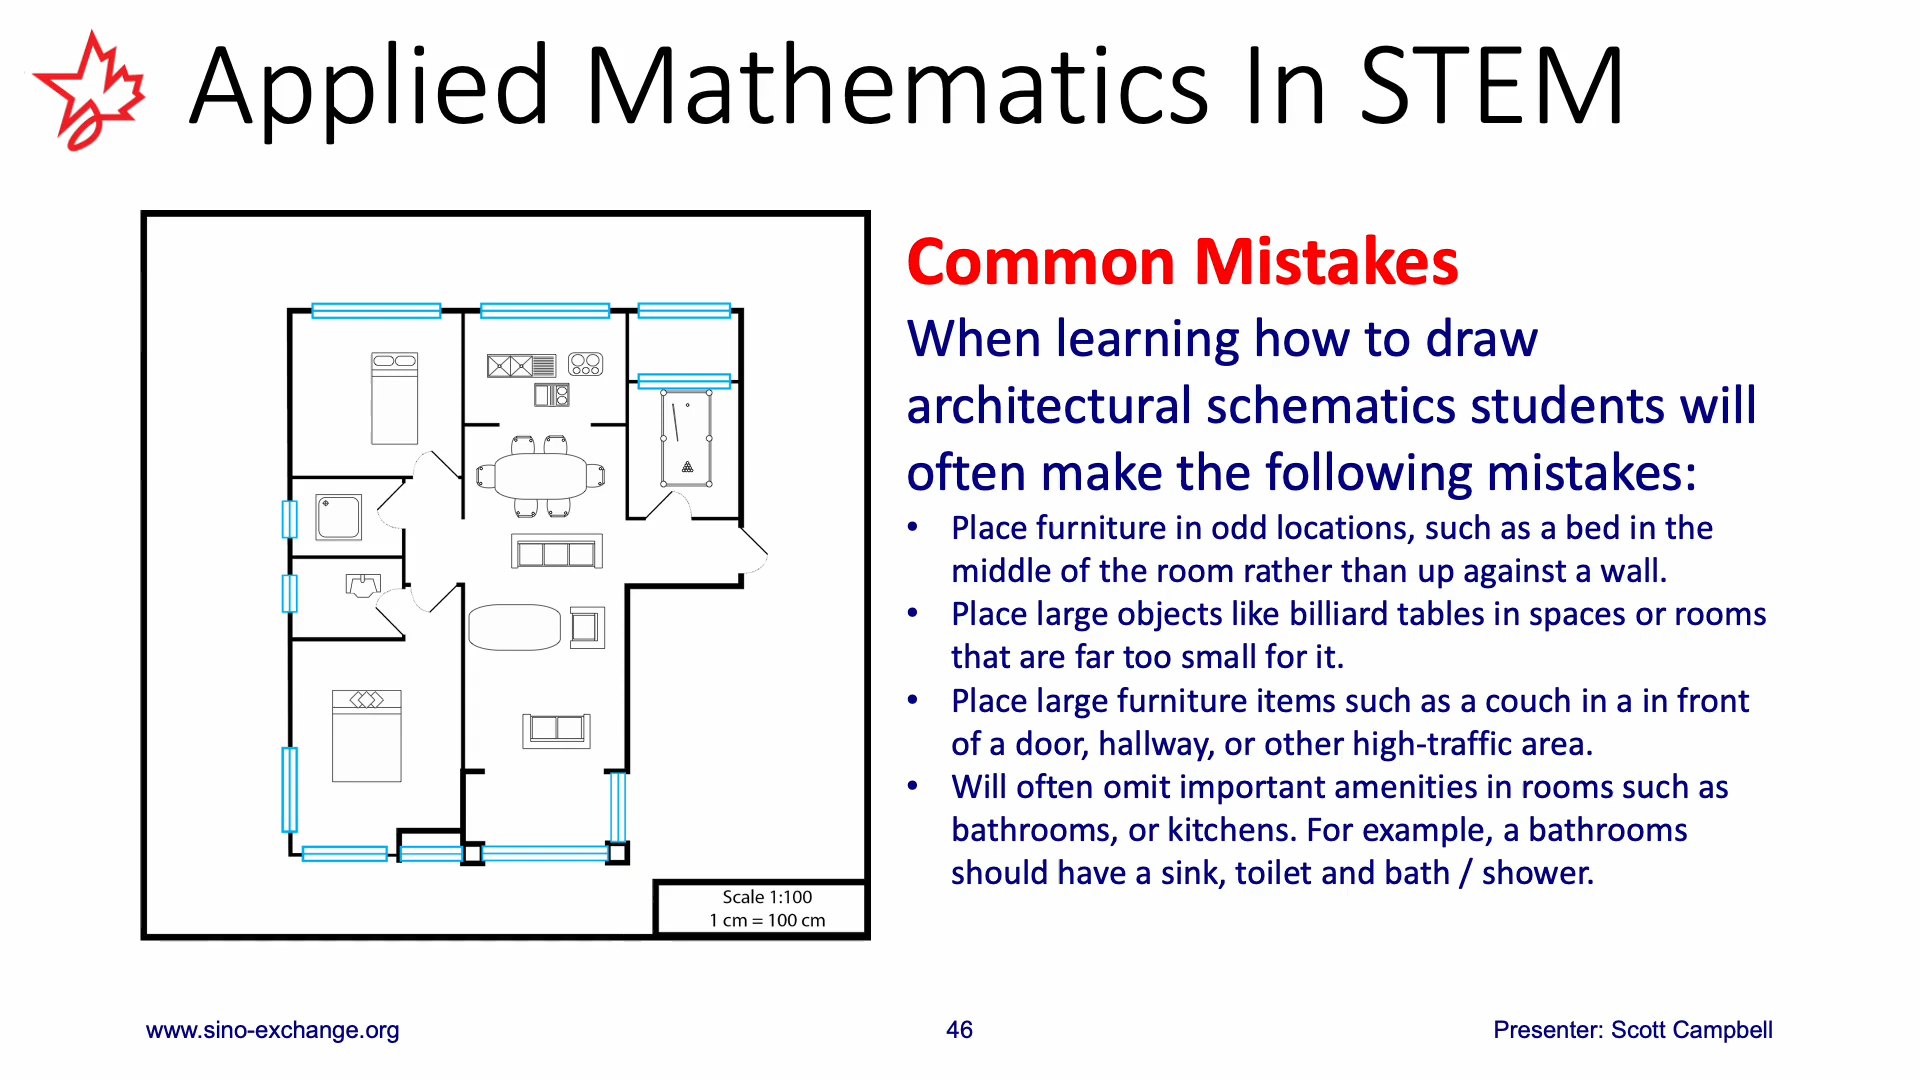 Applied Mathematics In STEM
Common Mistakes
When learning how to draw
architectural schematics students will
often make the following mistakes:
• Place furniture in odd locations, such as a bed in the
middle of the room rather than up against a wall.
• Place large objects like billiard tables in spaces or rooms
that are far too small for it.
• Place large furniture items such as a couch in a in front
of a door, hallway, or other high-traffic area.
• Will often omit important amenities in rooms such as
bathrooms, or kitchens. For example, a bathrooms
should have a sink, toilet and bath / shower.
Scale 1:100
1 cm = 100 cm
www.sino-exchange.org
46
Presenter: Scott Campbell